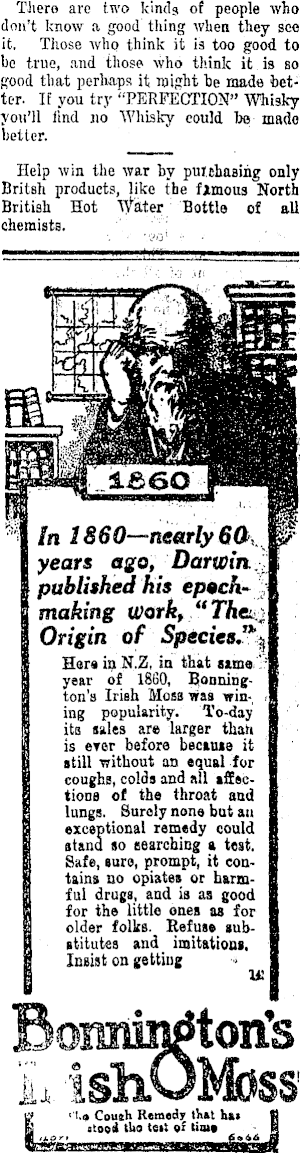 There are two kinds of people who
don't know a good thing when they see
it. Those who think it is too good to
be true, and those who think it is so
good that perhaps it might be made bet-
ter. If you try "PERFECTION" Whisky
you'll find no Whisky could be made
better.
Help win the war by purchasing only
Britsh products, like the famous North
British Hot Water Bottle of all
chemists.
1860
In 1860—nearly 60
years ago, Darwin
published his epoch-
making work, "The
Origin of Species."
Here in N.Z. in that same
year of 1860, Bonning-
ton's Irish Moss was win-
ing popularity. To-day
its sales are larger than
is ever before because it
still without an equal for
coughs, colds and all affec-
tions of the throat and
lungs. Surely none but an
exceptional remedy could
stand so searching a test.
Safe, sure, prompt, it con-
tains no opiates or harm-
ful drugs, and is as good
for the little ones as for
older folks. Refuse sub-
stitutes and imitations.
Insist on getting
14
Bonnington's
Irish Moss
The Cough Remedy that has
stood the test of time